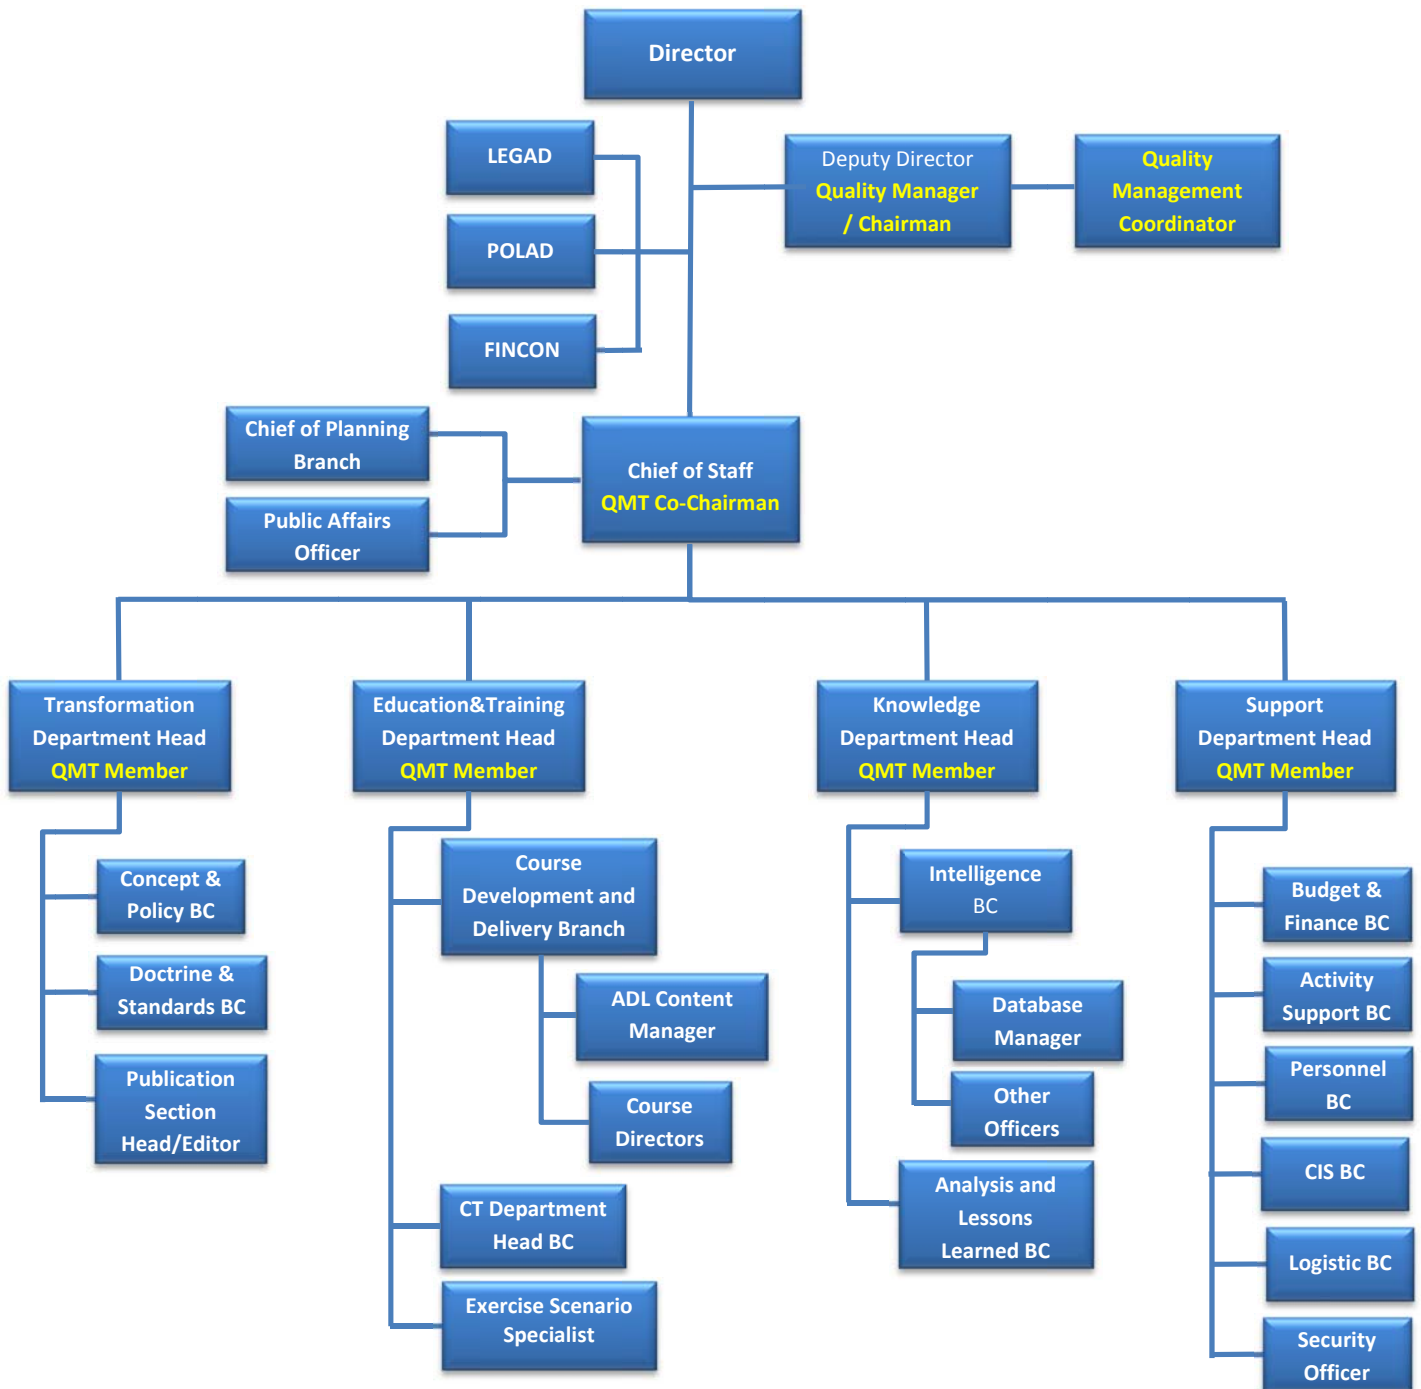 Director
LEGAD
Deputy Director
Quality Manager
/ Chairman
Quality
Management
Coordinator
POLAD
FINCON
Chief of Planning
Branch
Public Affairs
Officer
Chief of Staff
QMT Co-Chairman
Transformation
Department Head
QMT Member
Education&Training
Department Head
QMT Member
Knowledge
Department Head
QMT Member
Support
Department Head
QMT Member
Concept &
Policy BC
Doctrine &
Standards BC
Publication
Section
Head/Editor
Course
Development and
Delivery Branch
ADL Content
Manager
Course
Directors
CT Department
Head BC
Exercise Scenario
Specialist
Intelligence
BC
Database
Manager
Other
Officers
Analysis and
Lessons
Learned BC
Budget &
Finance BC
Activity
Support BC
Personnel
BC
CIS BC
Logistic BC
Security
Officer